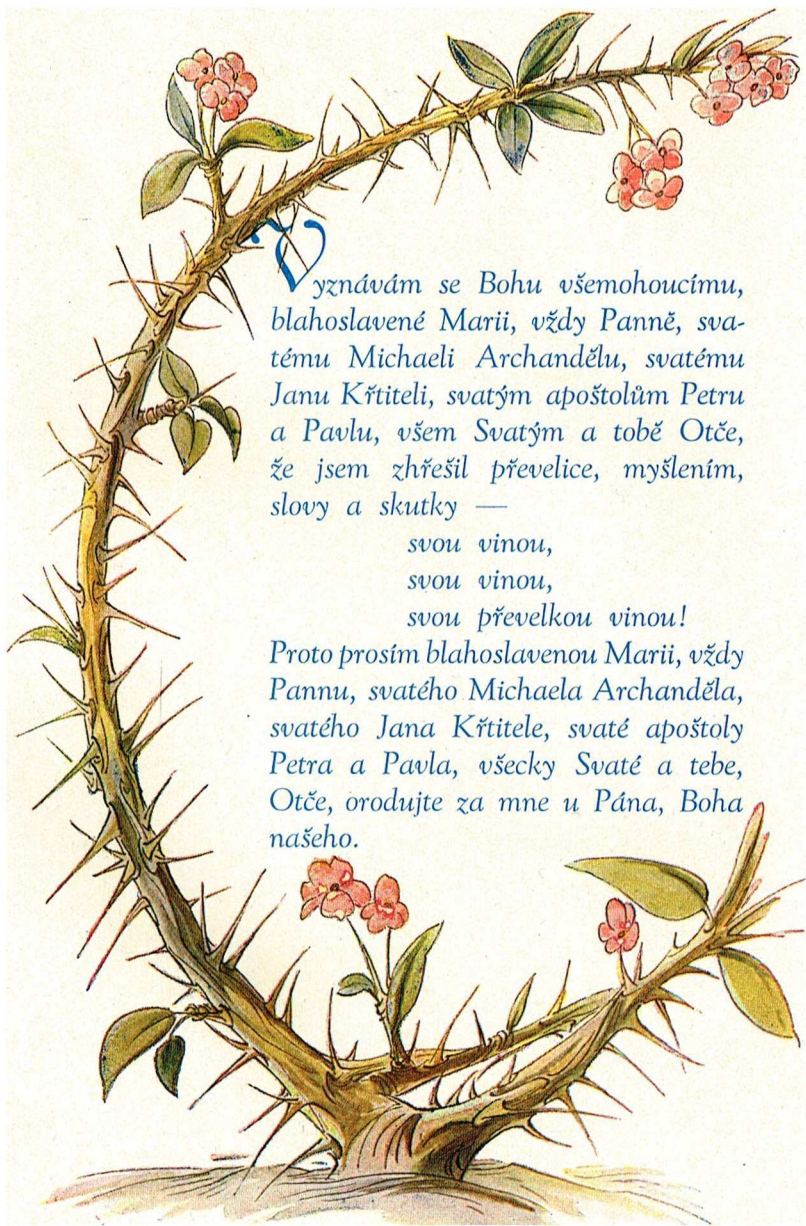 Vyznávám se Bohu všemohoucímu,
blahoslavené Marii, vždy Panně, sva-
tému Michaeli Archandělu, svatému
Janu Křtiteli, svatým apoštolům Petru
a Pavlu, všem Svatým a tobě Otče,
že jsem zhřešil převelice, myšlením,
slovy a skutky —
svou vinou,
svou vinou,
svou převelkou vinou!
Proto prosím blahoslavenou Marii, vždy
Pannu, svatého Michaela Archanděla,
svatého Jana Křtitele, svaté apoštoly
Petra a Pavla, všecky Svaté a tebe,
Otče, orodujte za mne u Pána, Boha
našeho.